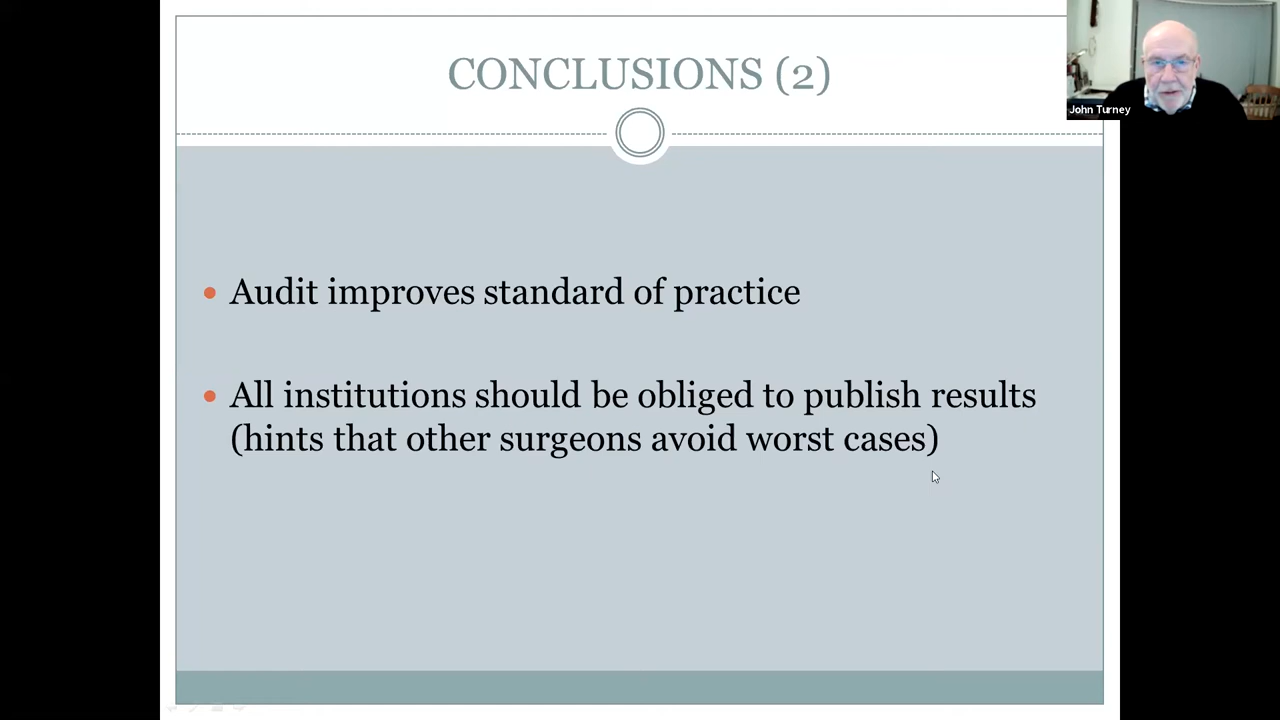 CONCLUSIONS (2)
John Turney
• Audit improves standard of practice
• All institutions should be obliged to publish results
(hints that other surgeons avoid worst cases)